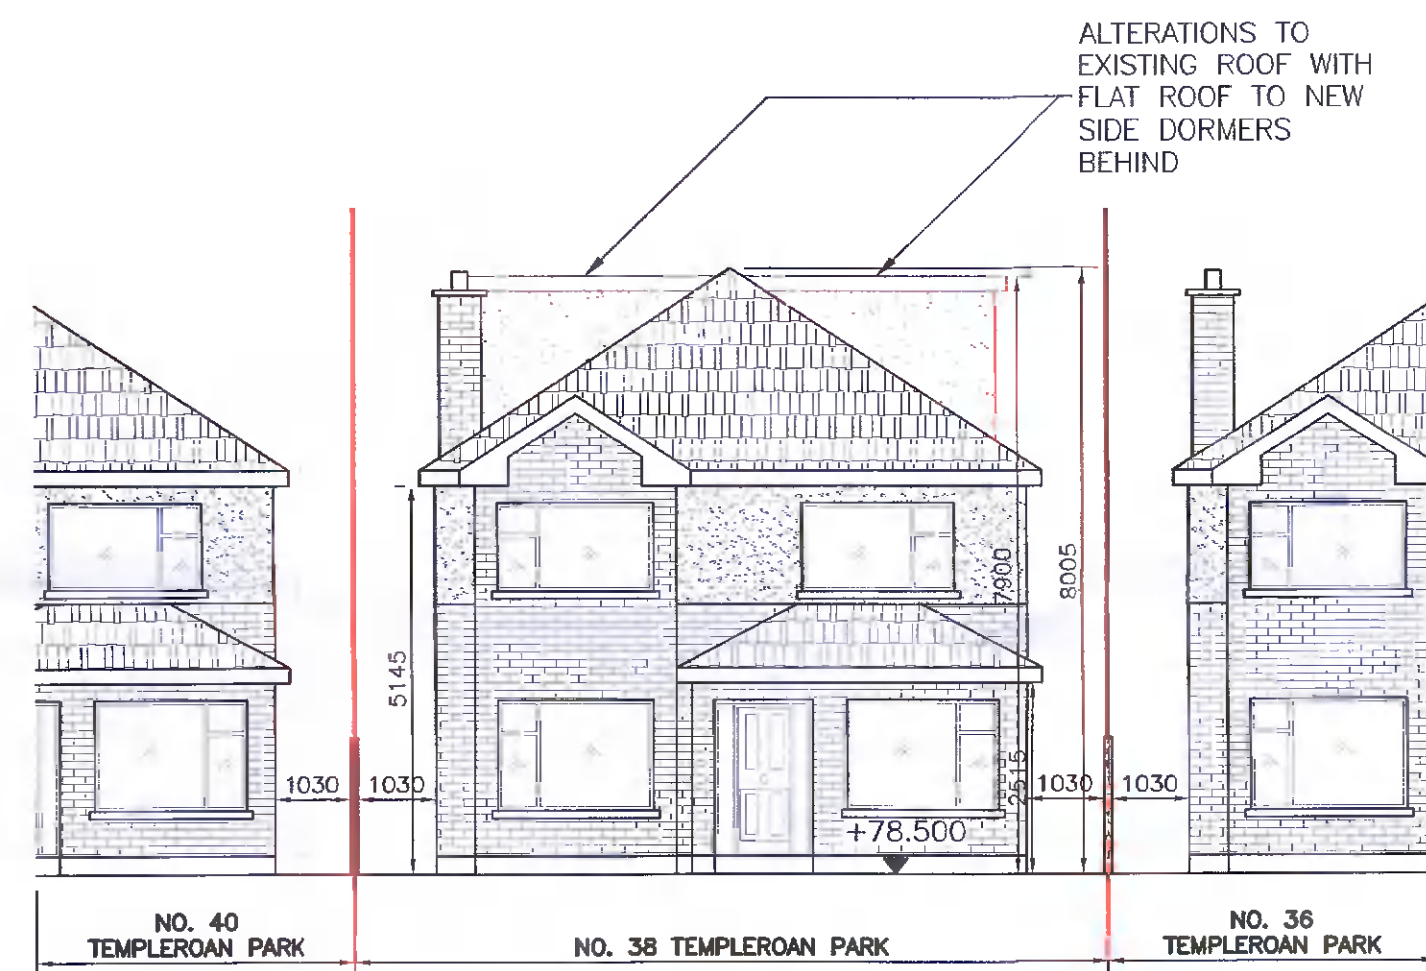 ALTERATIONS TO
EXISTING ROOF WITH
FLAT ROOF TO NEW
SIDE DORMERS
BEHIND
7900
8005
5145
2515
1030
1030
1030
1030
+78.500
NO. 40
TEMPLEROAN PARK
NO. 38 TEMPLEROAN PARK
NO. 36
TEMPLEROAN PARK